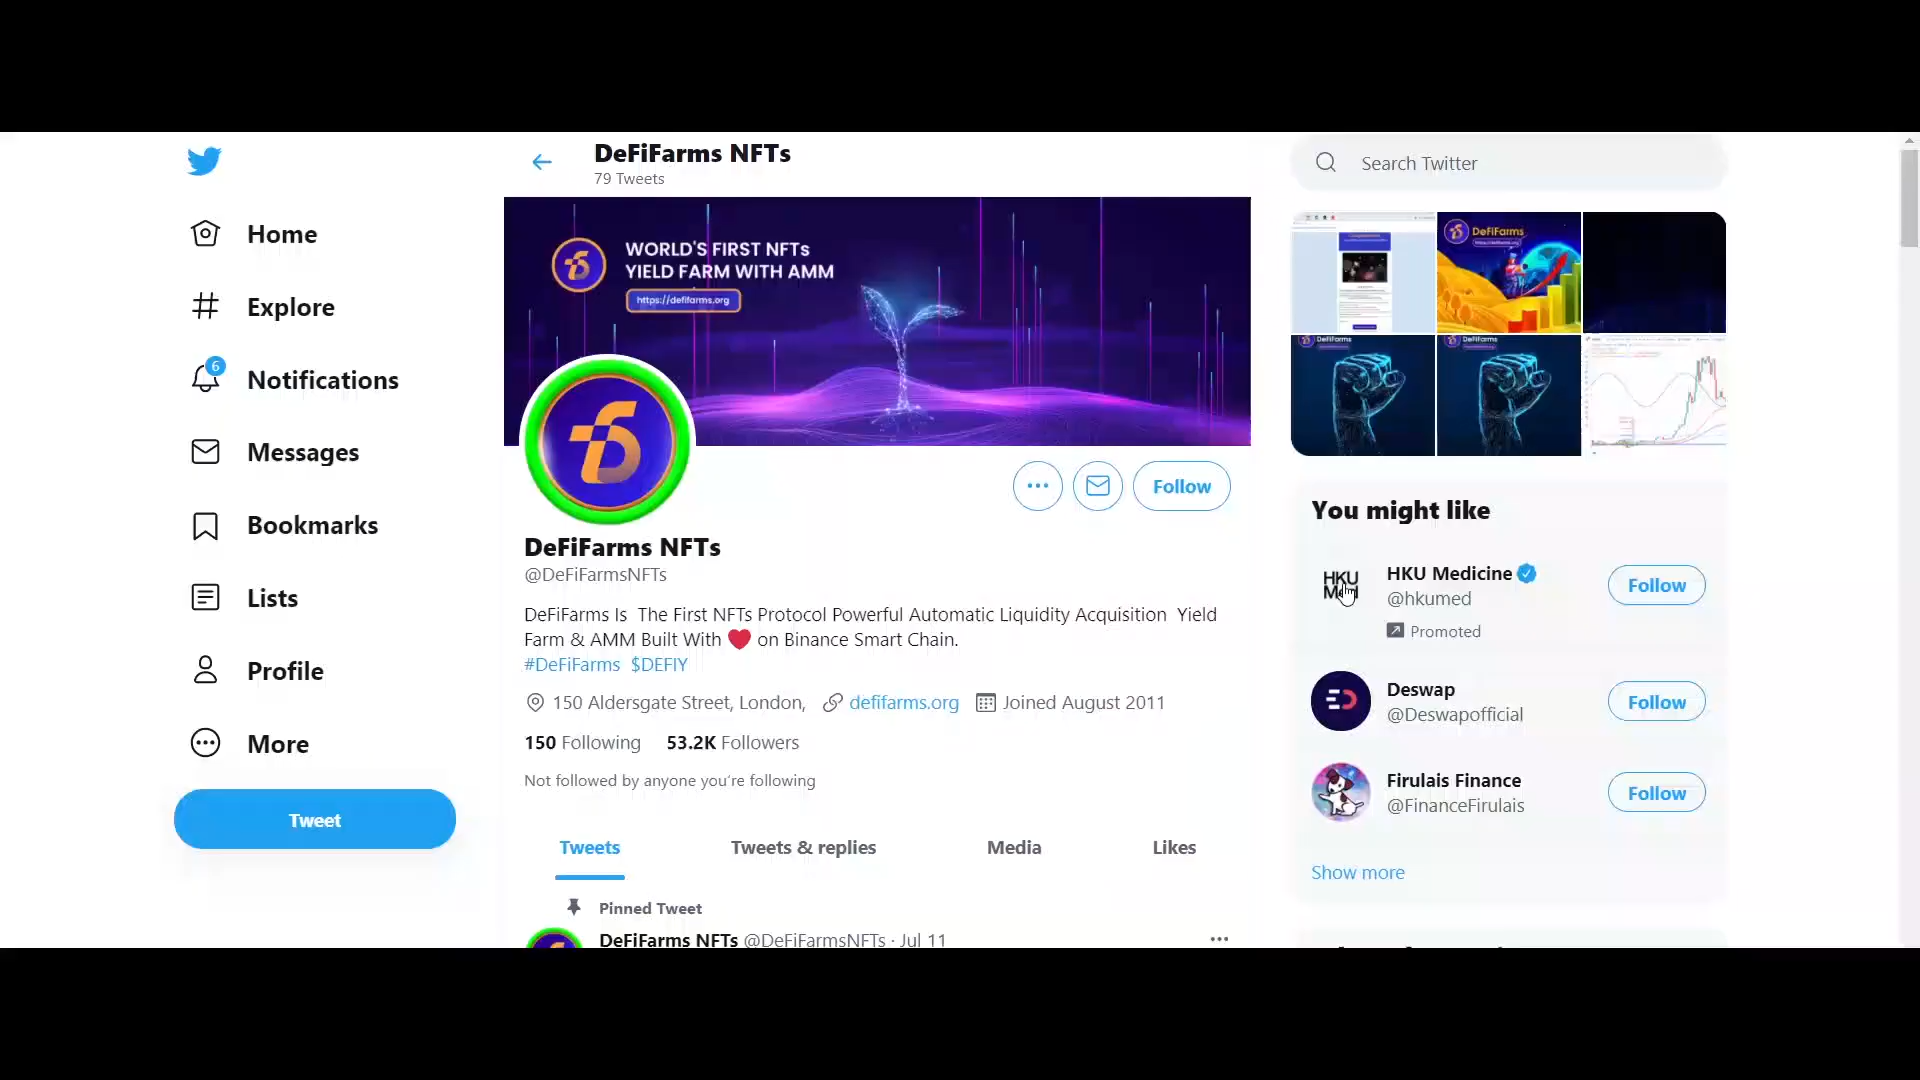 Home
Explore
6
Notifications
Messages
Bookmarks
Lists
Profile
More
Tweet
DeFiFarms NFTs
79 Tweets
WORLD'S FIRST NFTs
YIELD FARM WITH AMM
https://defifarms.org
Follow
DeFiFarms NFTs
@DeFiFarmsNFTs
DeFiFarms Is The First NFTs Protocol Powerful Automatic Liquidity Acquisition Yield
Farm & AMM Built With ❤ on Binance Smart Chain.
#DeFiFarms $DEFIY
150 Aldersgate Street, London, defifarms.org Joined August 2011
150 Following 53.2K Followers
Not followed by anyone you're following
Tweets Tweets & replies Media Likes
Pinned Tweet
DeFiFarms NFTs @DeFiFarmsNFTs · Jul 11
Search Twitter
DeFiFarms
https://defifarms.org
DeFiFarms
DeFiFarms
You might like
HKU Medicine
@hkumed
Promoted
Follow
Deswap
@Deswapofficial
Follow
Firulais Finance
@FinanceFirulais
Follow
Show more